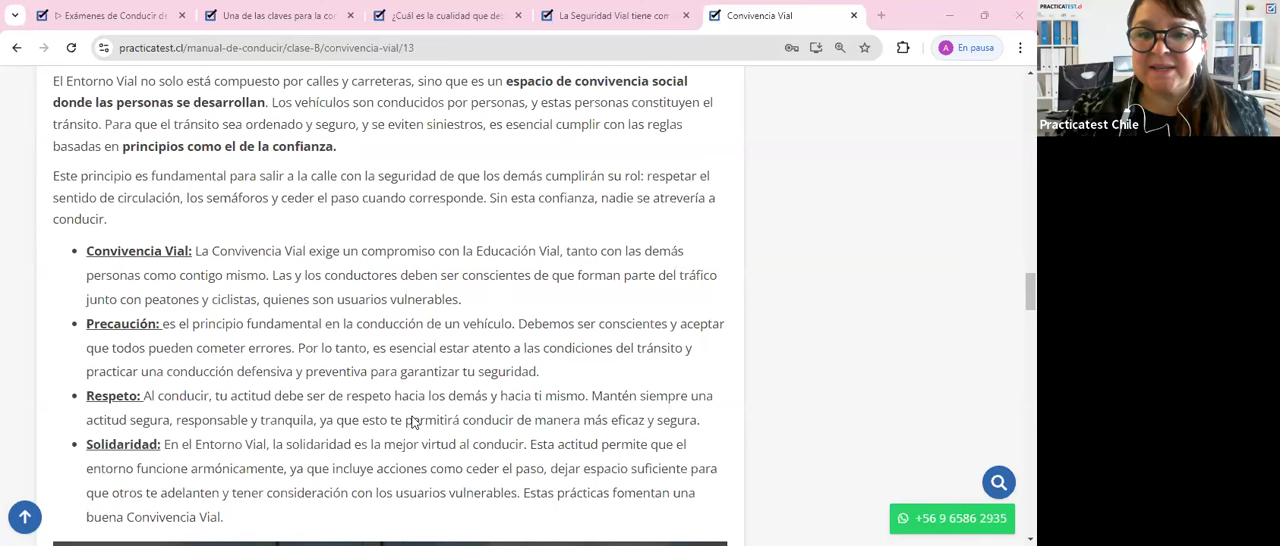 ▷ Exámenes de Conducir de
Una de las claves para la co
¿Cuál es la cualidad que de
La Seguridad Vial tiene com
Convivencia Vial
practicatest.cl/manual-de-conducir/clase-B/convivencia-vial/13
A En pausa
PRACTICATEST.cl
Practicatest Chile
El Entorno Vial no solo está compuesto por calles y carreteras, sino que es un espacio de convivencia social
donde las personas se desarrollan. Los vehículos son conducidos por personas, y estas personas constituyen el
tránsito. Para que el tránsito sea ordenado y seguro, y se eviten siniestros, es esencial cumplir con las reglas
basadas en principios como el de la confianza.
Este principio es fundamental para salir a la calle con la seguridad de que los demás cumplirán su rol: respetar el
sentido de circulación, los semáforos y ceder el paso cuando corresponde. Sin esta confianza, nadie se atrevería a
conducir.
Convivencia Vial: La Convivencia Vial exige un compromiso con la Educación Vial, tanto con las demás
personas como contigo mismo. Las y los conductores deben ser conscientes de que forman parte del tráfico
junto con peatones y ciclistas, quienes son usuarios vulnerables.
Precaución: es el principio fundamental en la conducción de un vehículo. Debemos ser conscientes y aceptar
que todos pueden cometer errores. Por lo tanto, es esencial estar atento a las condiciones del tránsito y
practicar una conducción defensiva y preventiva para garantizar tu seguridad.
Respeto: Al conducir, tu actitud debe ser de respeto hacia los demás y hacia ti mismo. Mantén siempre una
actitud segura, responsable y tranquila, ya que esto te permitirá conducir de manera más eficaz y segura.
Solidaridad: En el Entorno Vial, la solidaridad es la mejor virtud al conducir. Esta actitud permite que el
entorno funcione armónicamente, ya que incluye acciones como ceder el paso, dejar espacio suficiente para
que otros te adelanten y tener consideración con los usuarios vulnerables. Estas prácticas fomentan una
buena Convivencia Vial.
+56 9 6586 2935